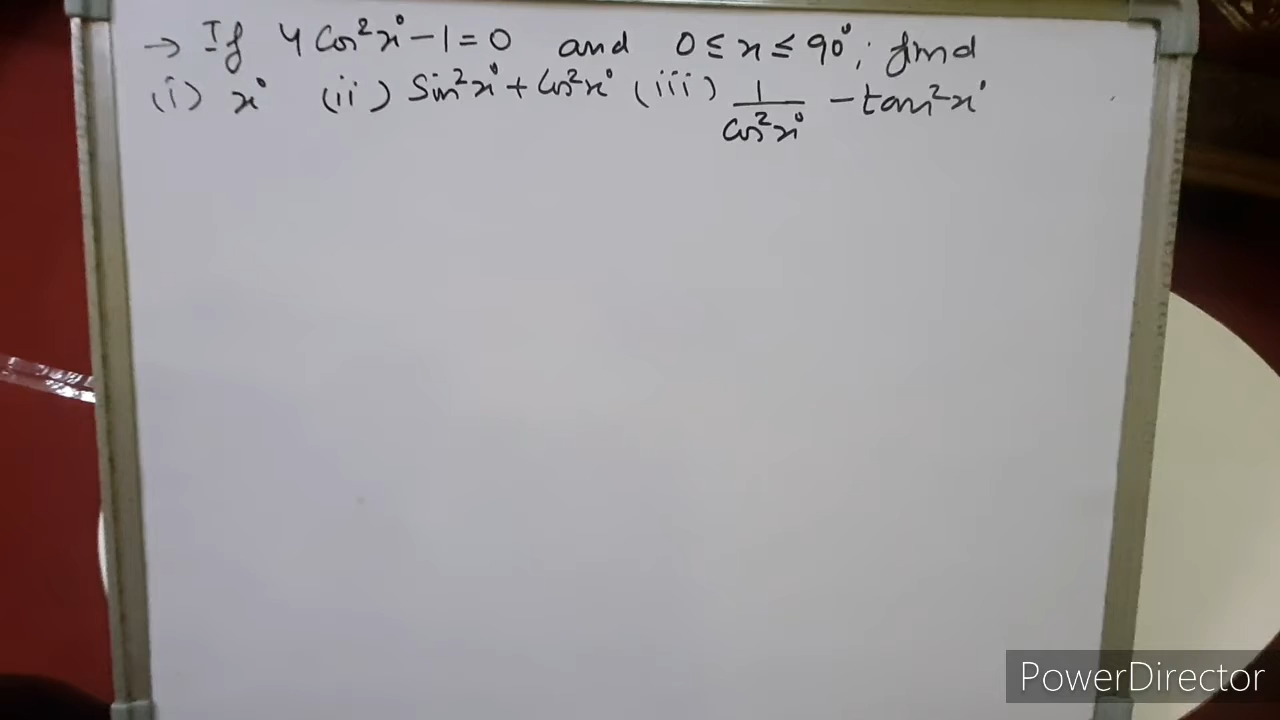 → If 4 Cos²x° - 1 = 0 and 0 ≤ x ≤ 90°; find
(i) x° (ii) Sin²x° + Cos²x° (iii) 1/Cos²x° - tan²x°
PowerDirector